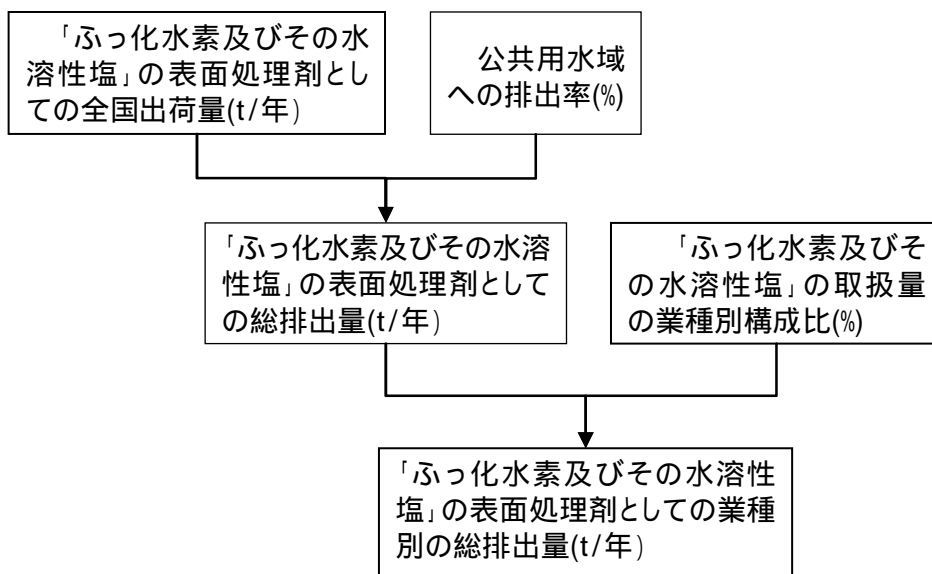 「ふっ化水素及びその水
溶性塩」の表面処理剤とし
ての全国出荷量(t/年)
公共用水域
への排出率(%)
「ふっ化水素及びその水溶
性塩」の表面処理剤として
の総排出量(t/年)
「ふっ化水素及びそ
の水溶性塩」の取扱量
の業種別構成比(%)
「ふっ化水素及びその水溶性
塩」の表面処理剤としての業種
別の総排出量(t/年)